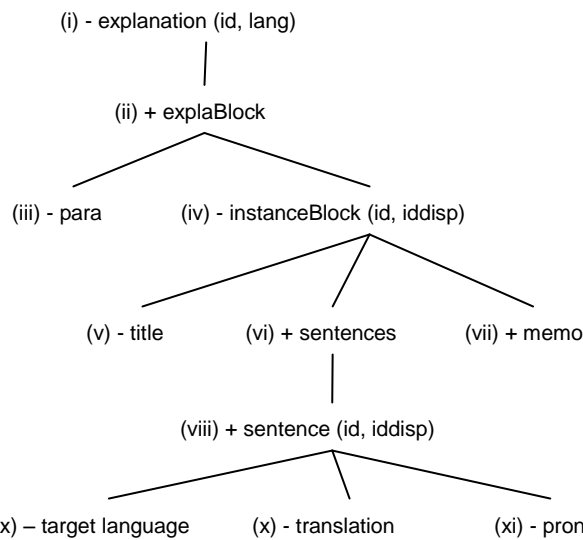 (i) - explanation (id, lang)
(ii) + explaBlock
(iii) - para
(iv) - instanceBlock (id, iddisp)
(v) - title
(vi) + sentences
(vii) + memo
(viii) + sentence (id, iddisp)
x) – target language
(x) - translation
(xi) - pron